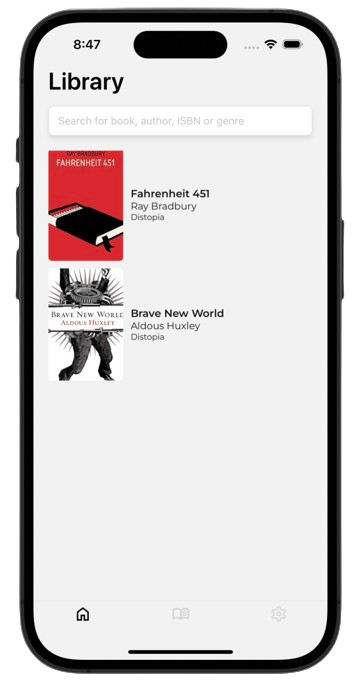 8:47
Library
Search for book, author, ISBN or genre
RAY BRADBURY
FAHRENHEIT 451
Fahrenheit 451
Ray Bradbury
Distopia
BRAVE NEW WORLD
ALDOUS HUXLEY
Brave New World
Aldous Huxley
Distopia